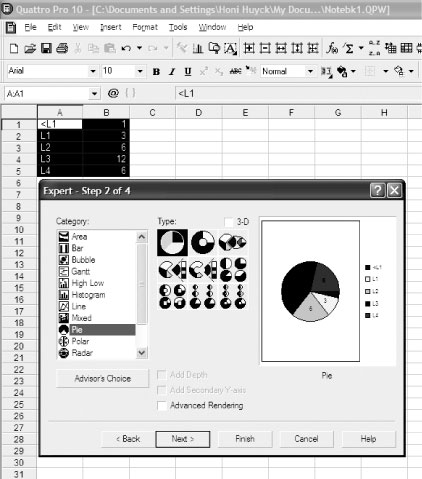 Quattro Pro 10 - [C:\Documents and Settings\Honi Huyck\My Docu...\Notebk1.QPW]
File Edit View Insert Format Tools Window Help
Arial 10 B I U ABC Normal
A:A1 @ {} <L1
A B C D E F G H
1 <L1 1
2 L1 3
3 L2 6
4 L3 12
5 L4 6
6
7
8
9
10
11
12
13
14
15
16
17
18
19
20
21
22
23
24
25
26
27
28
29
30
31
Expert - Step 2 of 4
Category: Type: 3-D
Area
Bar
Bubble
Gantt
High Low
Histogram
Line
Mixed
Pie
Polar
Radar
<L1
L1
L2
L3
L4
3
6
Pie
Advisor's Choice
Add Depth
Add Secondary Y-axis
Advanced Rendering
< Back Next > Finish Cancel Help